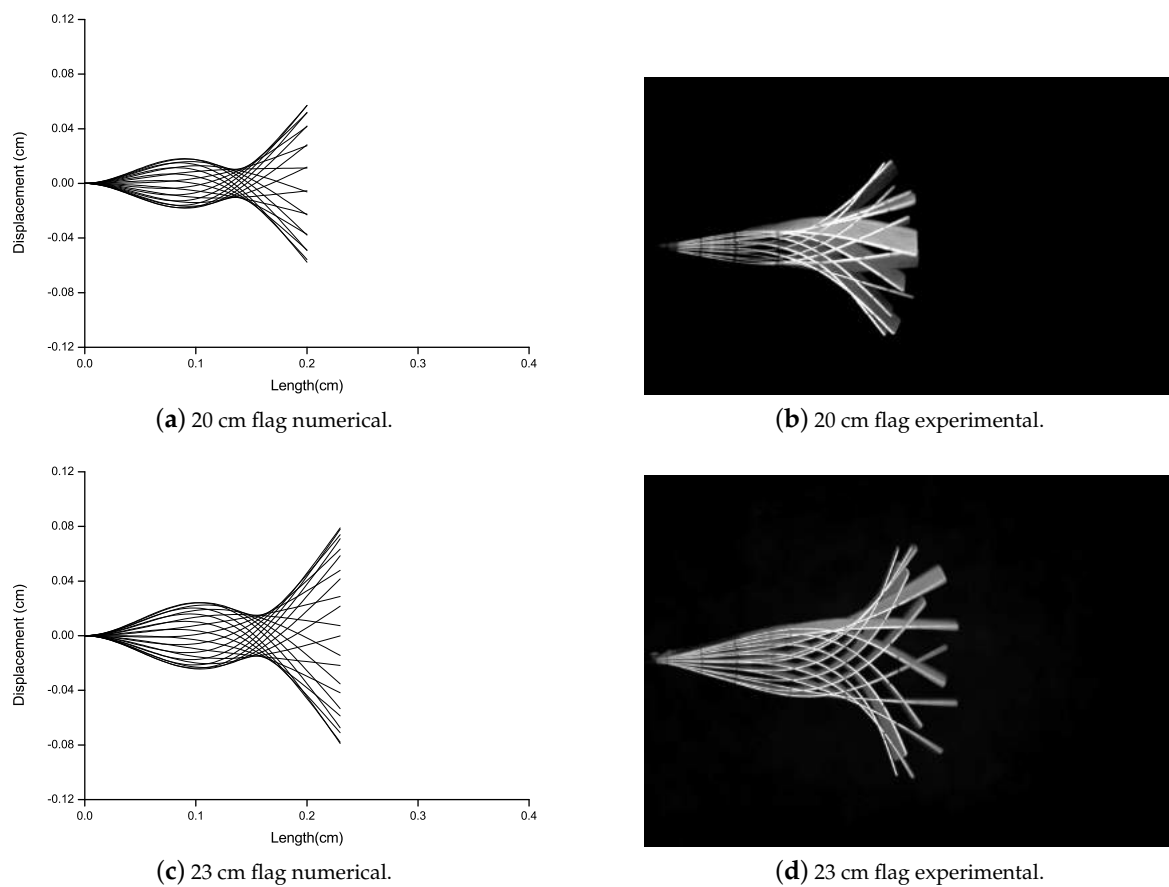 0.12
0.08
0.04
0.00
-0.04
-0.08
-0.12
Displacement (cm)
0.0 0.1 0.2 0.3 0.4
Length(cm)
(a) 20 cm flag numerical.
(b) 20 cm flag experimental.
0.12
0.08
0.04
0.00
-0.04
-0.08
-0.12
Displacement (cm)
0.0 0.1 0.2 0.3 0.4
Length(cm)
(c) 23 cm flag numerical.
(d) 23 cm flag experimental.